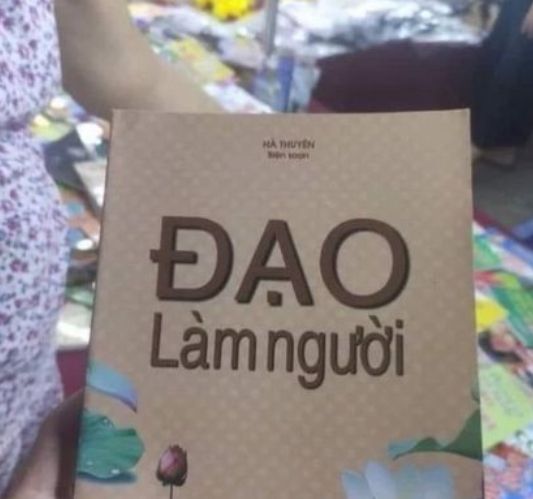 HÀ THUYÊN
Biên soạn
ĐẠO
Làm người